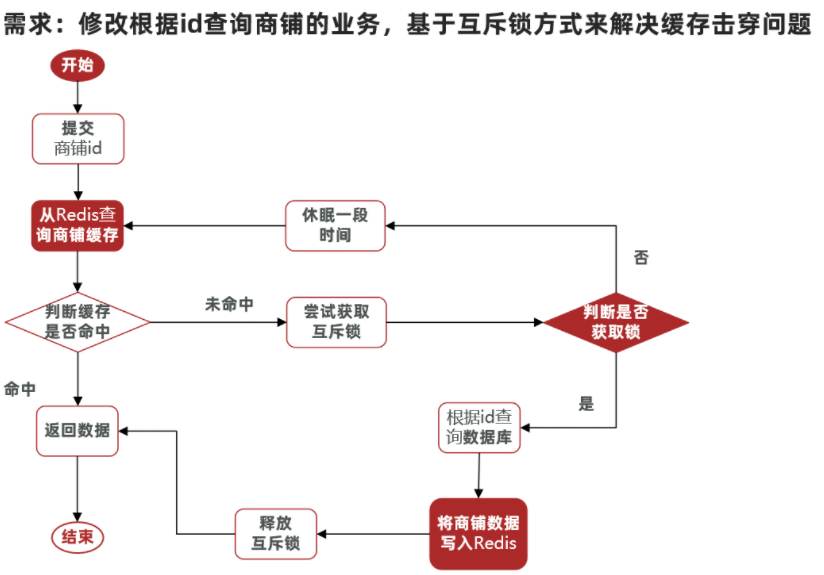 需求：修改根据id查询商铺的业务，基于互斥锁方式来解决缓存击穿问题
开始
提交
商铺id
从Redis查
询商铺缓存
休眠一段
时间
否
判断缓存
是否命中
未命中
尝试获取
互斥锁
判断是否
获取锁
命中
是
返回数据
根据id查
询数据库
将商铺数据
写入Redis
释放
互斥锁
结束